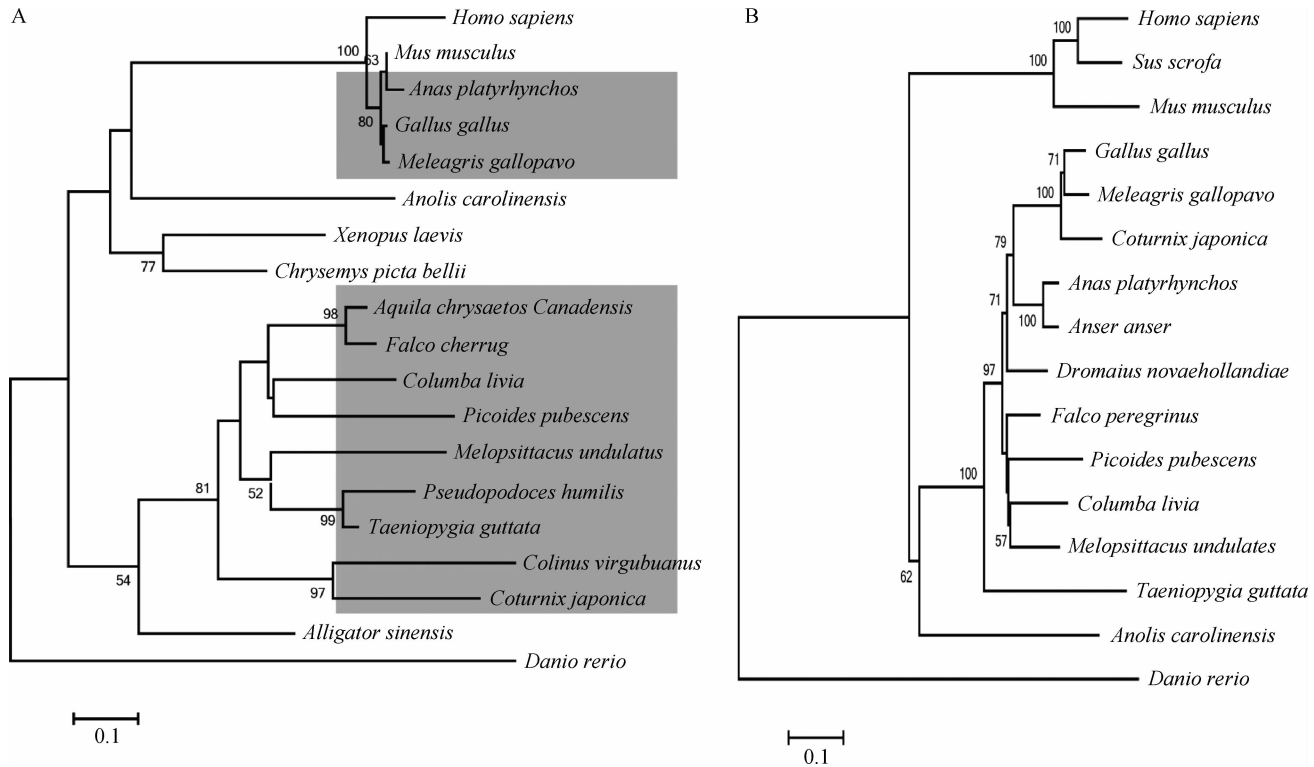 A
Homo sapiens
100
63
Mus musculus
Anas platyrhynchos
80
Gallus gallus
Meleagris gallopavo
Anolis carolinensis
Xenopus laevis
77
Chrysemys picta bellii
Aquila chrysaetos Canadensis
98
Falco cherrug
Columba livia
Picoides pubescens
Melopsittacus undulatus
81
52
Pseudopodoces humilis
99
Taeniopygia guttata
Colinus virgubuanus
54
97
Coturnix japonica
Alligator sinensis
Danio rerio
0.1
B
Homo sapiens
100
Sus scrofa
100
Mus musculus
Gallus gallus
71
Meleagris gallopavo
100
Coturnix japonica
79
Anas platyrhynchos
71
100
Anser anser
Dromaius novaehollandiae
97
Falco peregrinus
Picoides pubescens
100
Columba livia
57
Melopsittacus undulates
62
Taeniopygia guttata
Anolis carolinensis
Danio rerio
0.1